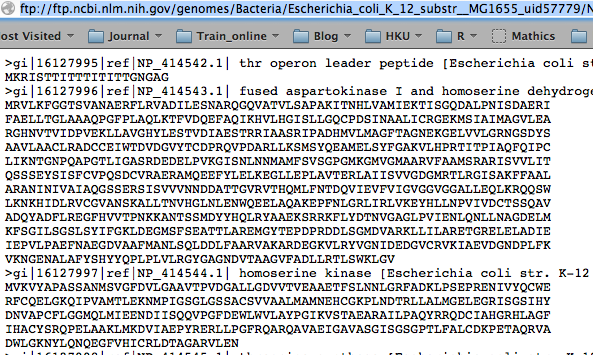 ftp://ftp.ncbi.nlm.nih.gov/genomes/Bacteria/Escherichia_coli_K_12_substr__MG1655_uid57779/N
ost Visited Journal Train_online Blog HKU R Mathics S
>gi|16127995|ref|NP_414542.1| thr operon leader peptide [Escherichia coli st
MKRISTTITTTITITTGNGAG
>gi|16127996|ref|NP_414543.1| fused aspartokinase I and homoserine dehydroge
MRVLKFGGTSVANAERFLRVADILESNARQGQVATVLSAPAKITNHLVAMIEKTISGQDALPNISDAERI
FAELLTGLAAAQPGFPLAQLKTFVDQEFAQIKHVLHGISLLGQCPDSINAALICRGEKMSIAIMAGVLEA
RGHNVTVIDPVEKLLAVGHYLESTVDIAESTRRIAASRIPADHMVLMAGFTAGNEKGELVVLGRNGSDYS
AAVLAACLRADCCEIWTDVDGVYTCDPRQVPDARLLKSMSYQEAMELSYFGAKVLHPRTITPIAQFQIPC
LIKNTGNPQAPGTLIGASRDEDELPVKGISNLNNMAMFSVSGPGMKGMVGMAARVFAAMSRARISVVLIT
QSSSEYSISFCVPQSDCVRAERAMQEEFYLELKEGLLEPLAVTERLAIISVVGDGMRTLRGISAKFFAAL
ARANINIVAIAQGSSERSISVVVNNDDATTGVRVTHQMLFNTDQVIEVFVIGVGGVGGALLEQLKRQQSW
LKNKHIDLRVCGVANSKALLTNVHGLNLENWQEELAQAKEPFNLGRLIRLVKEYHLLNPVIVDCTSSQAV
ADQYADFLREGFHVVTPNKKANTSSMDYYHQLRYAAEKSRRKFLYDTNVGAGLPVIENLQNLLNAGDELM
KFSGILSGSLSYIFGKLDEGMSFSEATTLAREMGYTEPDPRDDLSGMDVARKLLILARETGRELELADIE
IEPVLPAEFNAEGDVAAFMANLSQLDDLFAARVAKARDEGKVLRYVGNIDEDGVCRVKIAEVDGNDPLFK
VKNGENALAFYSHYYQPLPLVLRGYGAGNDVTAAGVFADLLRTLSWKLGV
>gi|16127997|ref|NP_414544.1| homoserine kinase [Escherichia coli str. K-12
MVKVYAPASSANMSVGFDVLGAAVTPVDGALLGDVVTVEAAETFSLNNLGRFADKLPSEPRENIVYQCWE
RFCQELGKQIPVAMTLEKNMPIGSGLGSSACSVVAALMAMNEHCGKPLNDTRLLALMGELEGRISGSIHY
DNVAPCFLGGMQLMIEENDIISQQVPGFDEWLWVLAYPGIKVSTAEARAILPAQYRRQDCIAHGRHLAGF
IHACYSRQPELAAKLMKDVIAEPYRERLLPGFRQARQAVAEIGAVASGISGSGPTLFALCDKPETAQRVA
DWLGKNYLQNQEGFVHICRLDTAGARVLEN